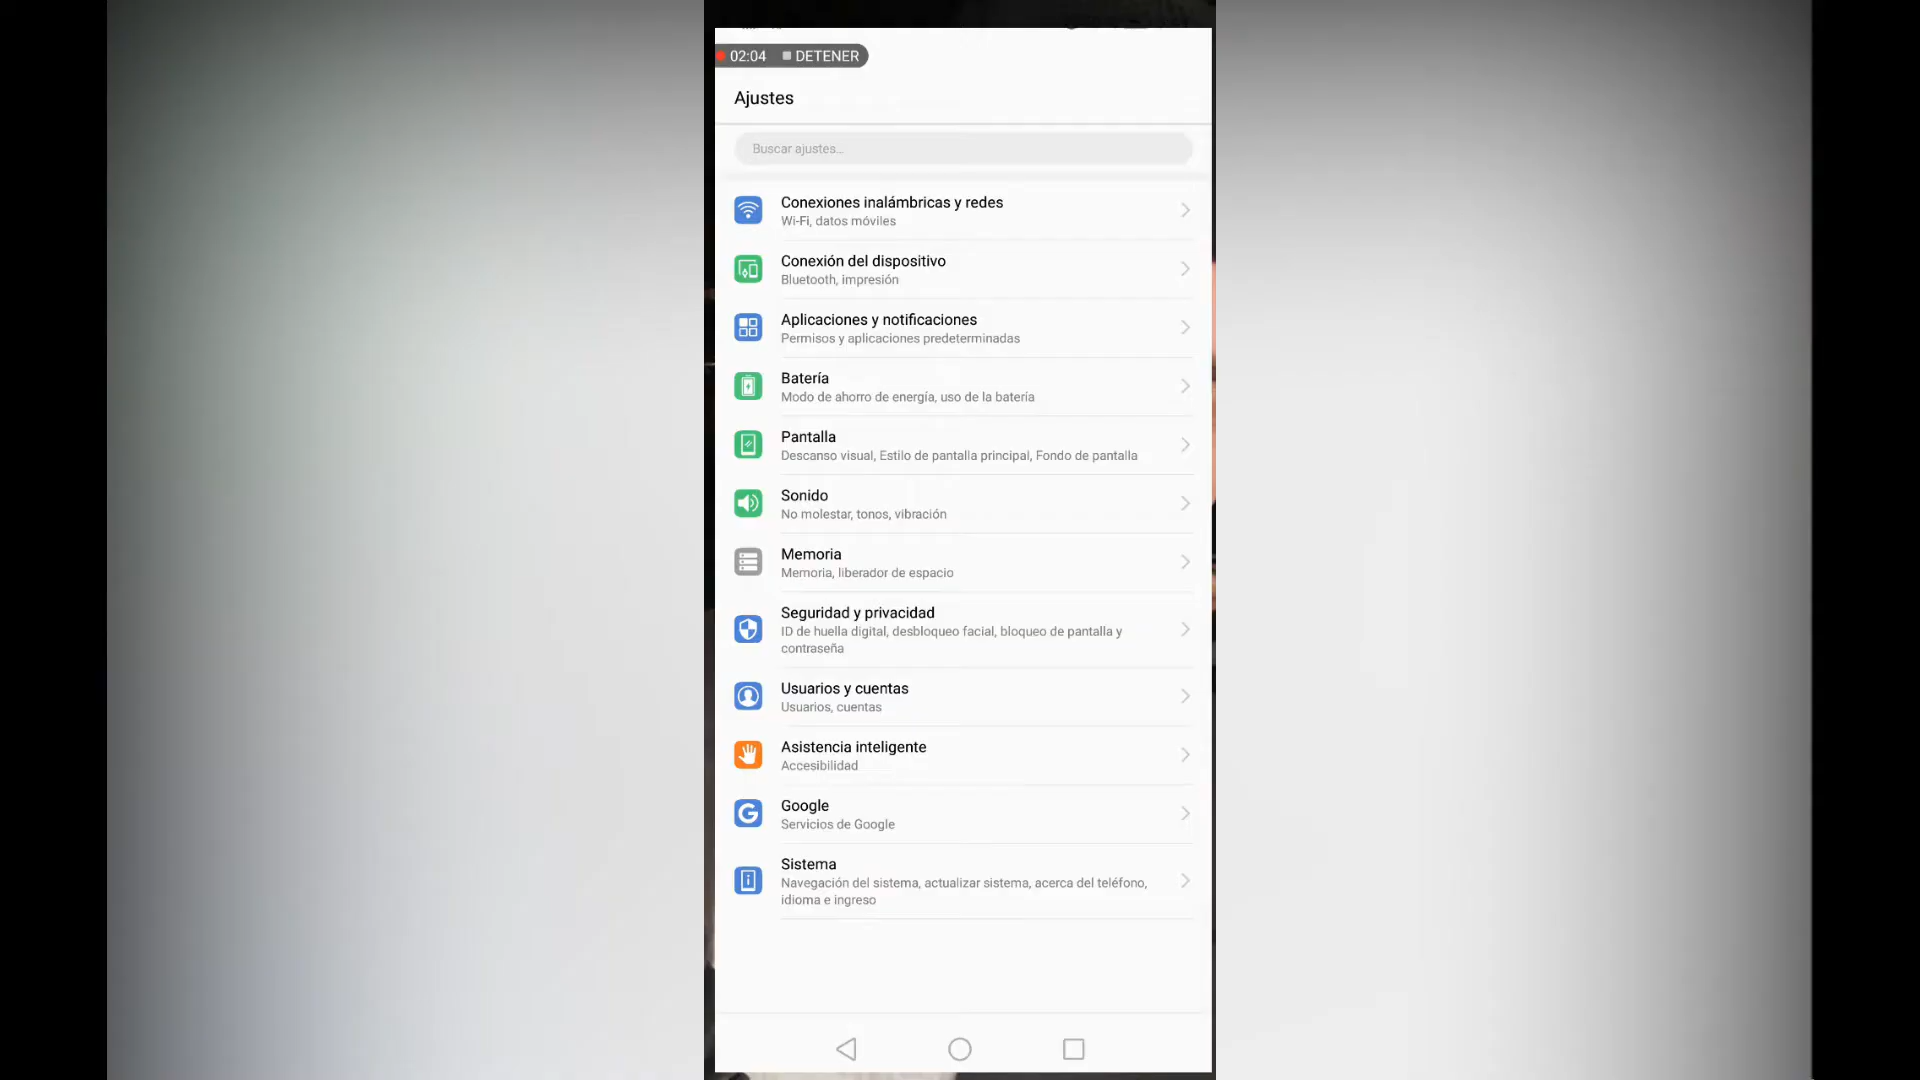 02:04 DETENER
Ajustes
Buscar ajustes...
Conexiones inalámbricas y redes
Wi-Fi, datos móviles
Conexión del dispositivo
Bluetooth, impresión
Aplicaciones y notificaciones
Permisos y aplicaciones predeterminadas
Batería
Modo de ahorro de energía, uso de la batería
Pantalla
Descanso visual, Estilo de pantalla principal, Fondo de pantalla
Sonido
No molestar, tonos, vibración
Memoria
Memoria, liberador de espacio
Seguridad y privacidad
ID de huella digital, desbloqueo facial, bloqueo de pantalla y
contraseña
Usuarios y cuentas
Usuarios, cuentas
Asistencia inteligente
Accesibilidad
Google
Servicios de Google
Sistema
Navegación del sistema, actualizar sistema, acerca del teléfono,
idioma e ingreso